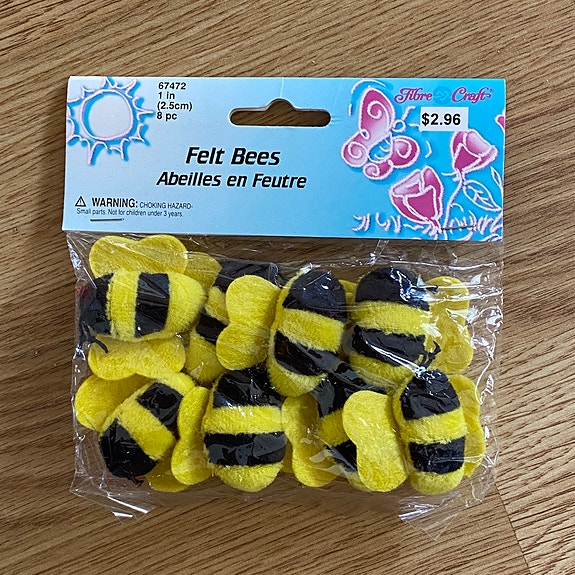 67472
1 in
(2.5cm)
8 pc
Fibre Craft
$2.96
Felt Bees
Abeilles en Feutre
WARNING: CHOKING HAZARD-
Small parts. Not for children under 3 years.